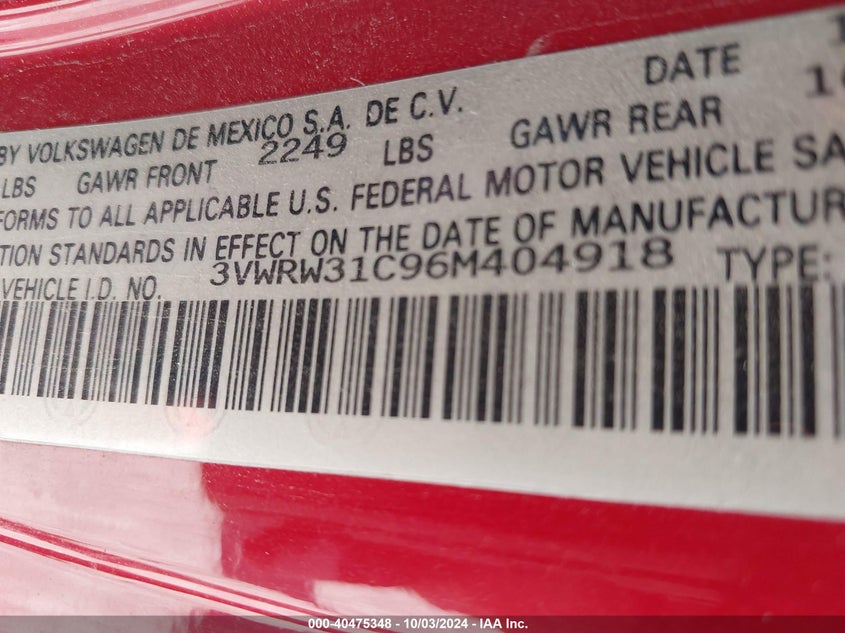 DATE
BY VOLKSWAGEN DE MEXICO S.A. DE C.V.
LBS GAWR FRONT 2249 LBS GAWR REAR
FORMS TO ALL APPLICABLE U.S. FEDERAL MOTOR VEHICLE SA
TION STANDARDS IN EFFECT ON THE DATE OF MANUFACTUR
VEHICLE I.D. NO. 3VWRW31C96M404918 TYPE:
000-40475348 - 10/03/2024 - IAA Inc.